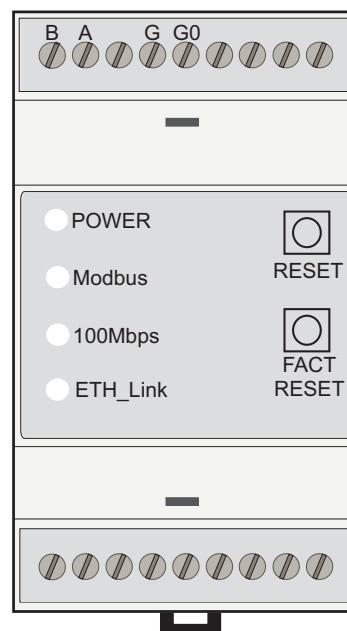 B A G G0
POWER
RESET
Modbus
100Mbps
FACT
RESET
ETH_Link